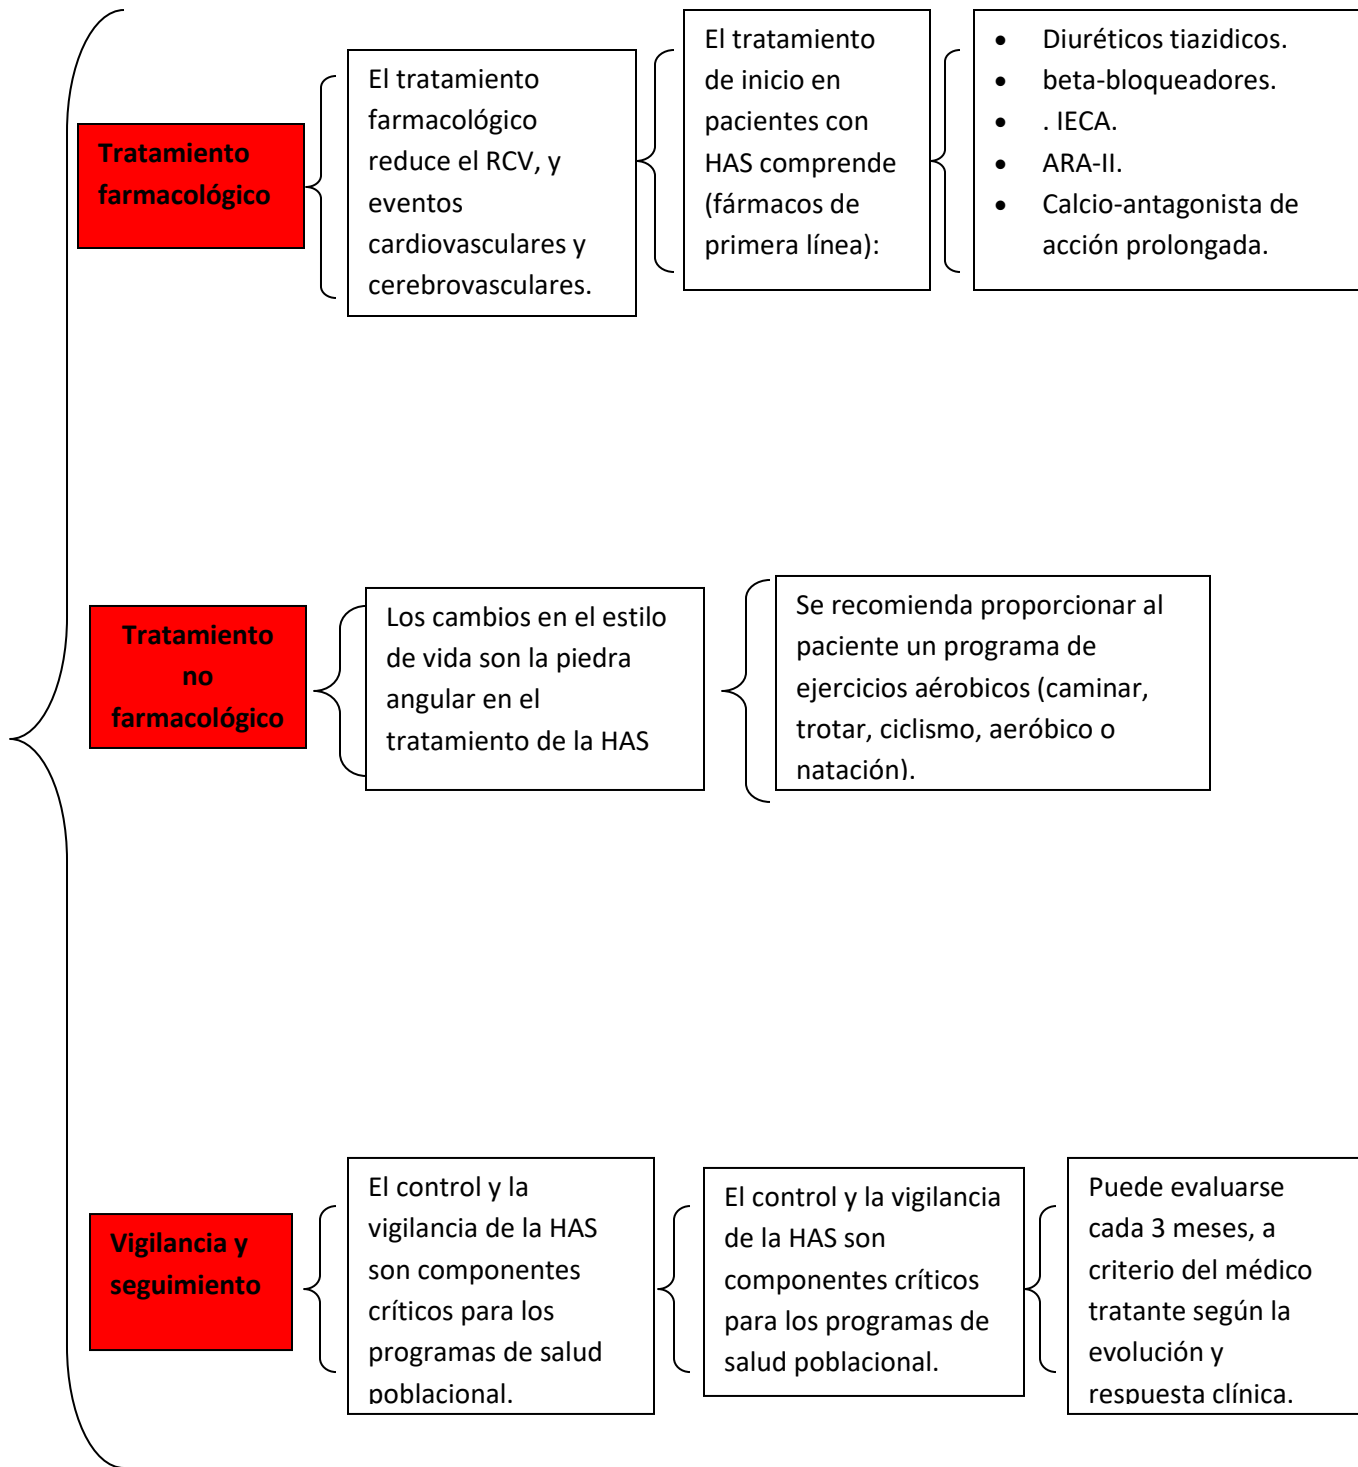 Tratamiento
farmacológico
El tratamiento
farmacológico
reduce el RCV, y
eventos
cardiovasculares y
cerebrovasculares.
El tratamiento
de inicio en
pacientes con
HAS comprende
(fármacos de
primera línea):
• Diuréticos tiazidicos.
• beta-bloqueadores.
• . IECA.
• ARA-II.
• Calcio-antagonista de
acción prolongada.
Tratamiento
no
farmacológico
Los cambios en el estilo
de vida son la piedra
angular en el
tratamiento de la HAS
Se recomienda proporcionar al
paciente un programa de
ejercicios aérobicos (caminar,
trotar, ciclismo, aeróbico o
natación).
Vigilancia y
seguimiento
El control y la
vigilancia de la HAS
son componentes
críticos para los
programas de salud
poblacional.
El control y la vigilancia
de la HAS son
componentes críticos
para los programas de
salud poblacional.
Puede evaluarse
cada 3 meses, a
criterio del médico
tratante según la
evolución y
respuesta clínica.